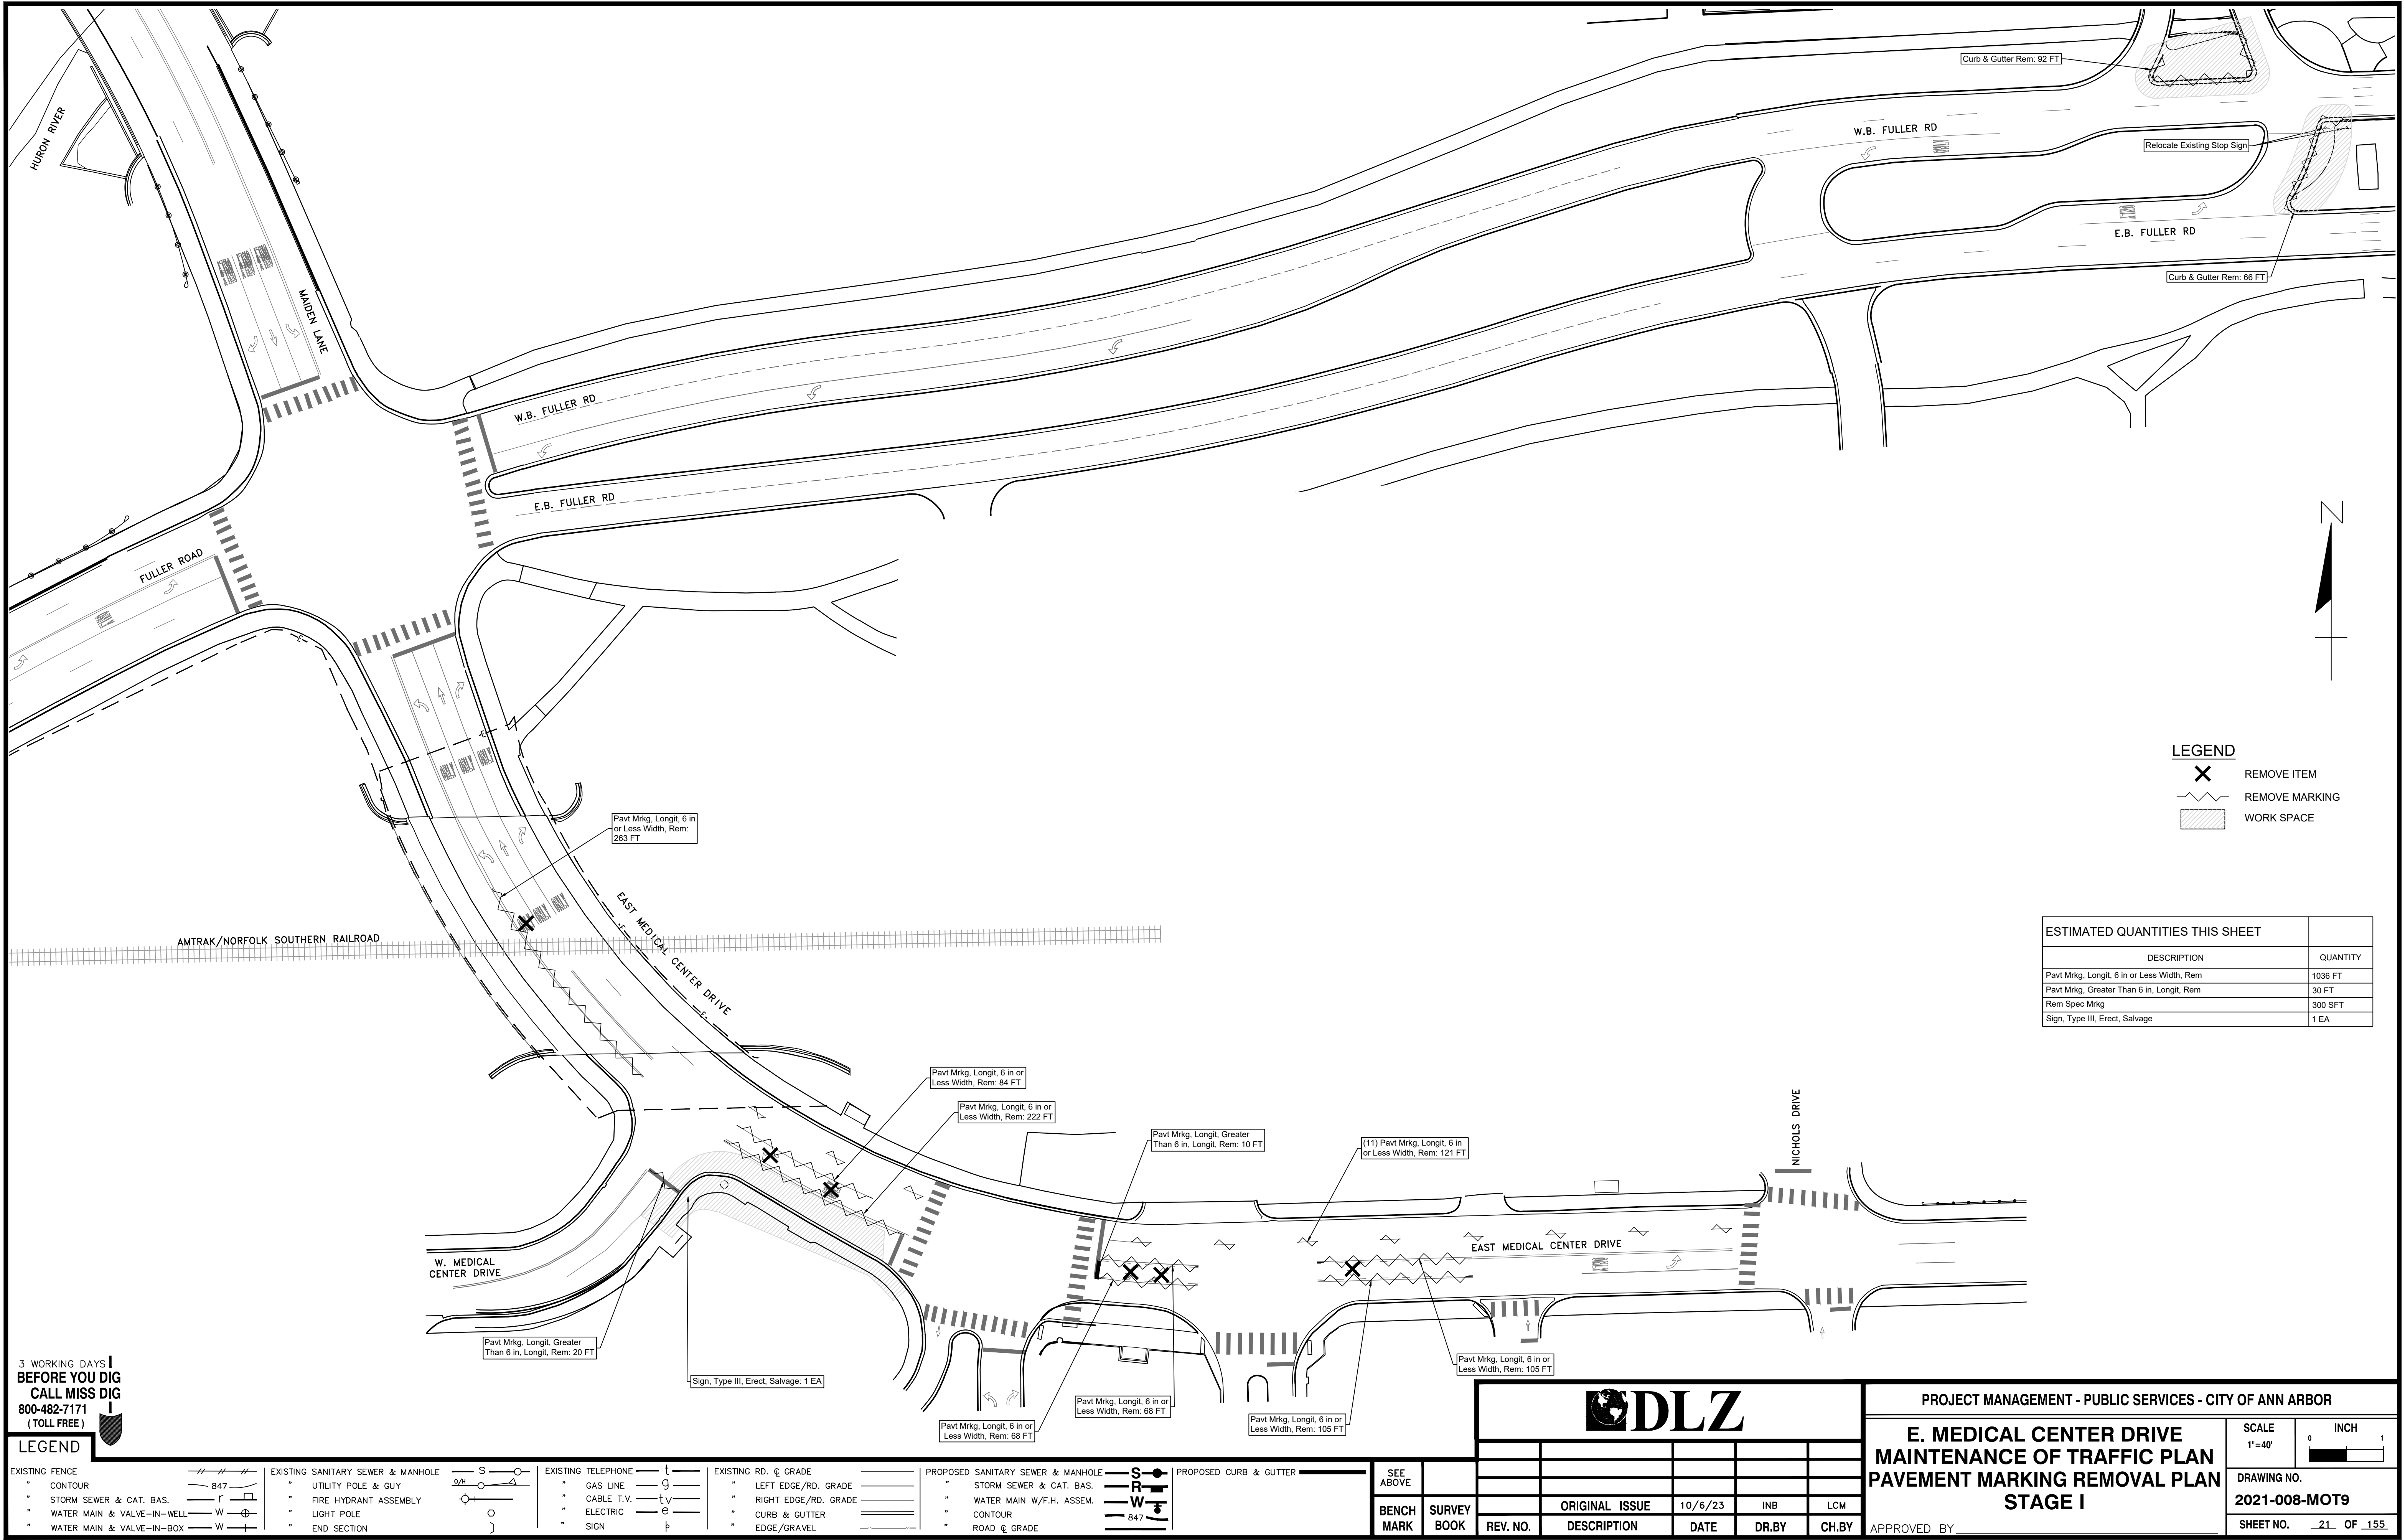 HURON RIVER
MAIDEN LANE
Curb & Gutter Rem: 92 FT
W.B. FULLER RD
Relocate Existing Stop Sign
E.B. FULLER RD
Curb & Gutter Rem: 66 FT
W.B. FULLER RD
E.B. FULLER RD
FULLER ROAD
N
LEGEND
REMOVE ITEM
REMOVE MARKING
WORK SPACE
Pavt Mrkg, Longit, 6 in
or Less Width, Rem:
263 FT
EAST MEDICAL CENTER DRIVE
AMTRAK/NORFOLK SOUTHERN RAILROAD
ESTIMATED QUANTITIES THIS SHEET
DESCRIPTION QUANTITY
Pavt Mrkg, Longit, 6 in or Less Width, Rem 1036 FT
Pavt Mrkg, Greater Than 6 in, Longit, Rem 30 FT
Rem Spec Mrkg 300 SFT
Sign, Type III, Erect, Salvage 1 EA
Pavt Mrkg, Longit, 6 in or
Less Width, Rem: 84 FT
Pavt Mrkg, Longit, 6 in or
Less Width, Rem: 222 FT
Pavt Mrkg, Longit, Greater
Than 6 in, Longit, Rem: 10 FT
(11) Pavt Mrkg, Longit, 6 in
or Less Width, Rem: 121 FT
NICHOLS DRIVE
EAST MEDICAL CENTER DRIVE
W. MEDICAL
CENTER DRIVE
Pavt Mrkg, Longit, Greater
Than 6 in, Longit, Rem: 20 FT
Sign, Type III, Erect, Salvage: 1 EA
Pavt Mrkg, Longit, 6 in or
Less Width, Rem: 68 FT
Pavt Mrkg, Longit, 6 in or
Less Width, Rem: 68 FT
Pavt Mrkg, Longit, 6 in or
Less Width, Rem: 105 FT
Pavt Mrkg, Longit, 6 in or
Less Width, Rem: 105 FT
3 WORKING DAYS
BEFORE YOU DIG
CALL MISS DIG
800-482-7171
( TOLL FREE )
LEGEND
EXISTING FENCE
" CONTOUR 847
" STORM SEWER & CAT. BAS. r
" WATER MAIN & VALVE-IN-WELL W
" WATER MAIN & VALVE-IN-BOX W
EXISTING SANITARY SEWER & MANHOLE S
" UTILITY POLE & GUY O/H
" FIRE HYDRANT ASSEMBLY
" LIGHT POLE
" END SECTION
EXISTING TELEPHONE t
" GAS LINE g
" CABLE T.V. tv
" ELECTRIC e
" SIGN
EXISTING RD. ℄ GRADE
" LEFT EDGE/RD. GRADE
" RIGHT EDGE/RD. GRADE
" CURB & GUTTER
" EDGE/GRAVEL
PROPOSED SANITARY SEWER & MANHOLE S
" STORM SEWER & CAT. BAS. R
" WATER MAIN W/F.H. ASSEM. W
" CONTOUR 847
" ROAD ℄ GRADE
PROPOSED CURB & GUTTER
SEE
ABOVE
BENCH
MARK
SURVEY
BOOK
DLZ
ORIGINAL ISSUE 10/6/23 INB LCM
REV. NO. DESCRIPTION DATE DR.BY CH.BY
PROJECT MANAGEMENT - PUBLIC SERVICES - CITY OF ANN ARBOR
E. MEDICAL CENTER DRIVE
MAINTENANCE OF TRAFFIC PLAN
PAVEMENT MARKING REMOVAL PLAN
STAGE I
APPROVED BY
SCALE
1"=40'
INCH
0 1
DRAWING NO.
2021-008-MOT9
SHEET NO. 21 OF 155